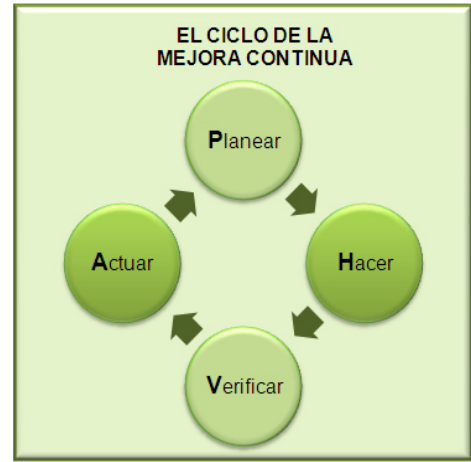 EL CICLO DE LA
MEJORA CONTINUA
Planear
Actuar
Hacer
Verificar